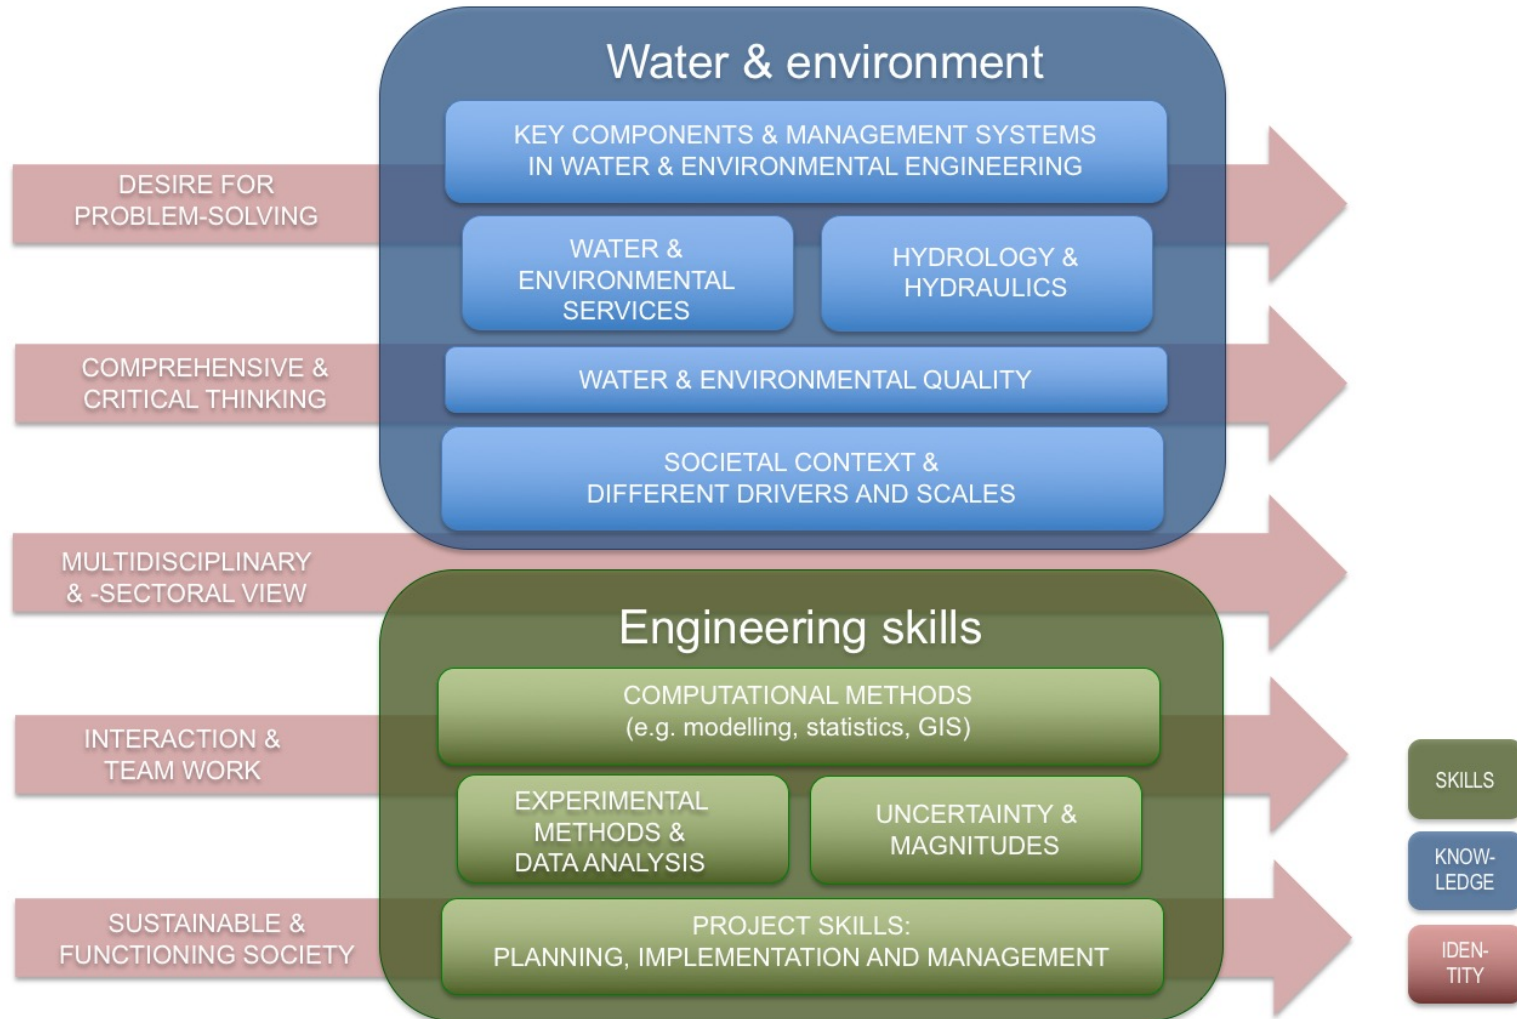 Water & environment
KEY COMPONENTS & MANAGEMENT SYSTEMS
IN WATER & ENVIRONMENTAL ENGINEERING
DESIRE FOR
PROBLEM-SOLVING
WATER &
ENVIRONMENTAL
SERVICES
HYDROLOGY &
HYDRAULICS
COMPREHENSIVE &
CRITICAL THINKING
WATER & ENVIRONMENTAL QUALITY
SOCIETAL CONTEXT &
DIFFERENT DRIVERS AND SCALES
MULTIDISCIPLINARY
& -SECTORAL VIEW
Engineering skills
COMPUTATIONAL METHODS
(e.g. modelling, statistics, GIS)
INTERACTION &
TEAM WORK
EXPERIMENTAL
METHODS &
DATA ANALYSIS
UNCERTAINTY &
MAGNITUDES
SUSTAINABLE &
FUNCTIONING SOCIETY
PROJECT SKILLS:
PLANNING, IMPLEMENTATION AND MANAGEMENT
SKILLS
KNOW-
LEDGE
IDEN-
TITY